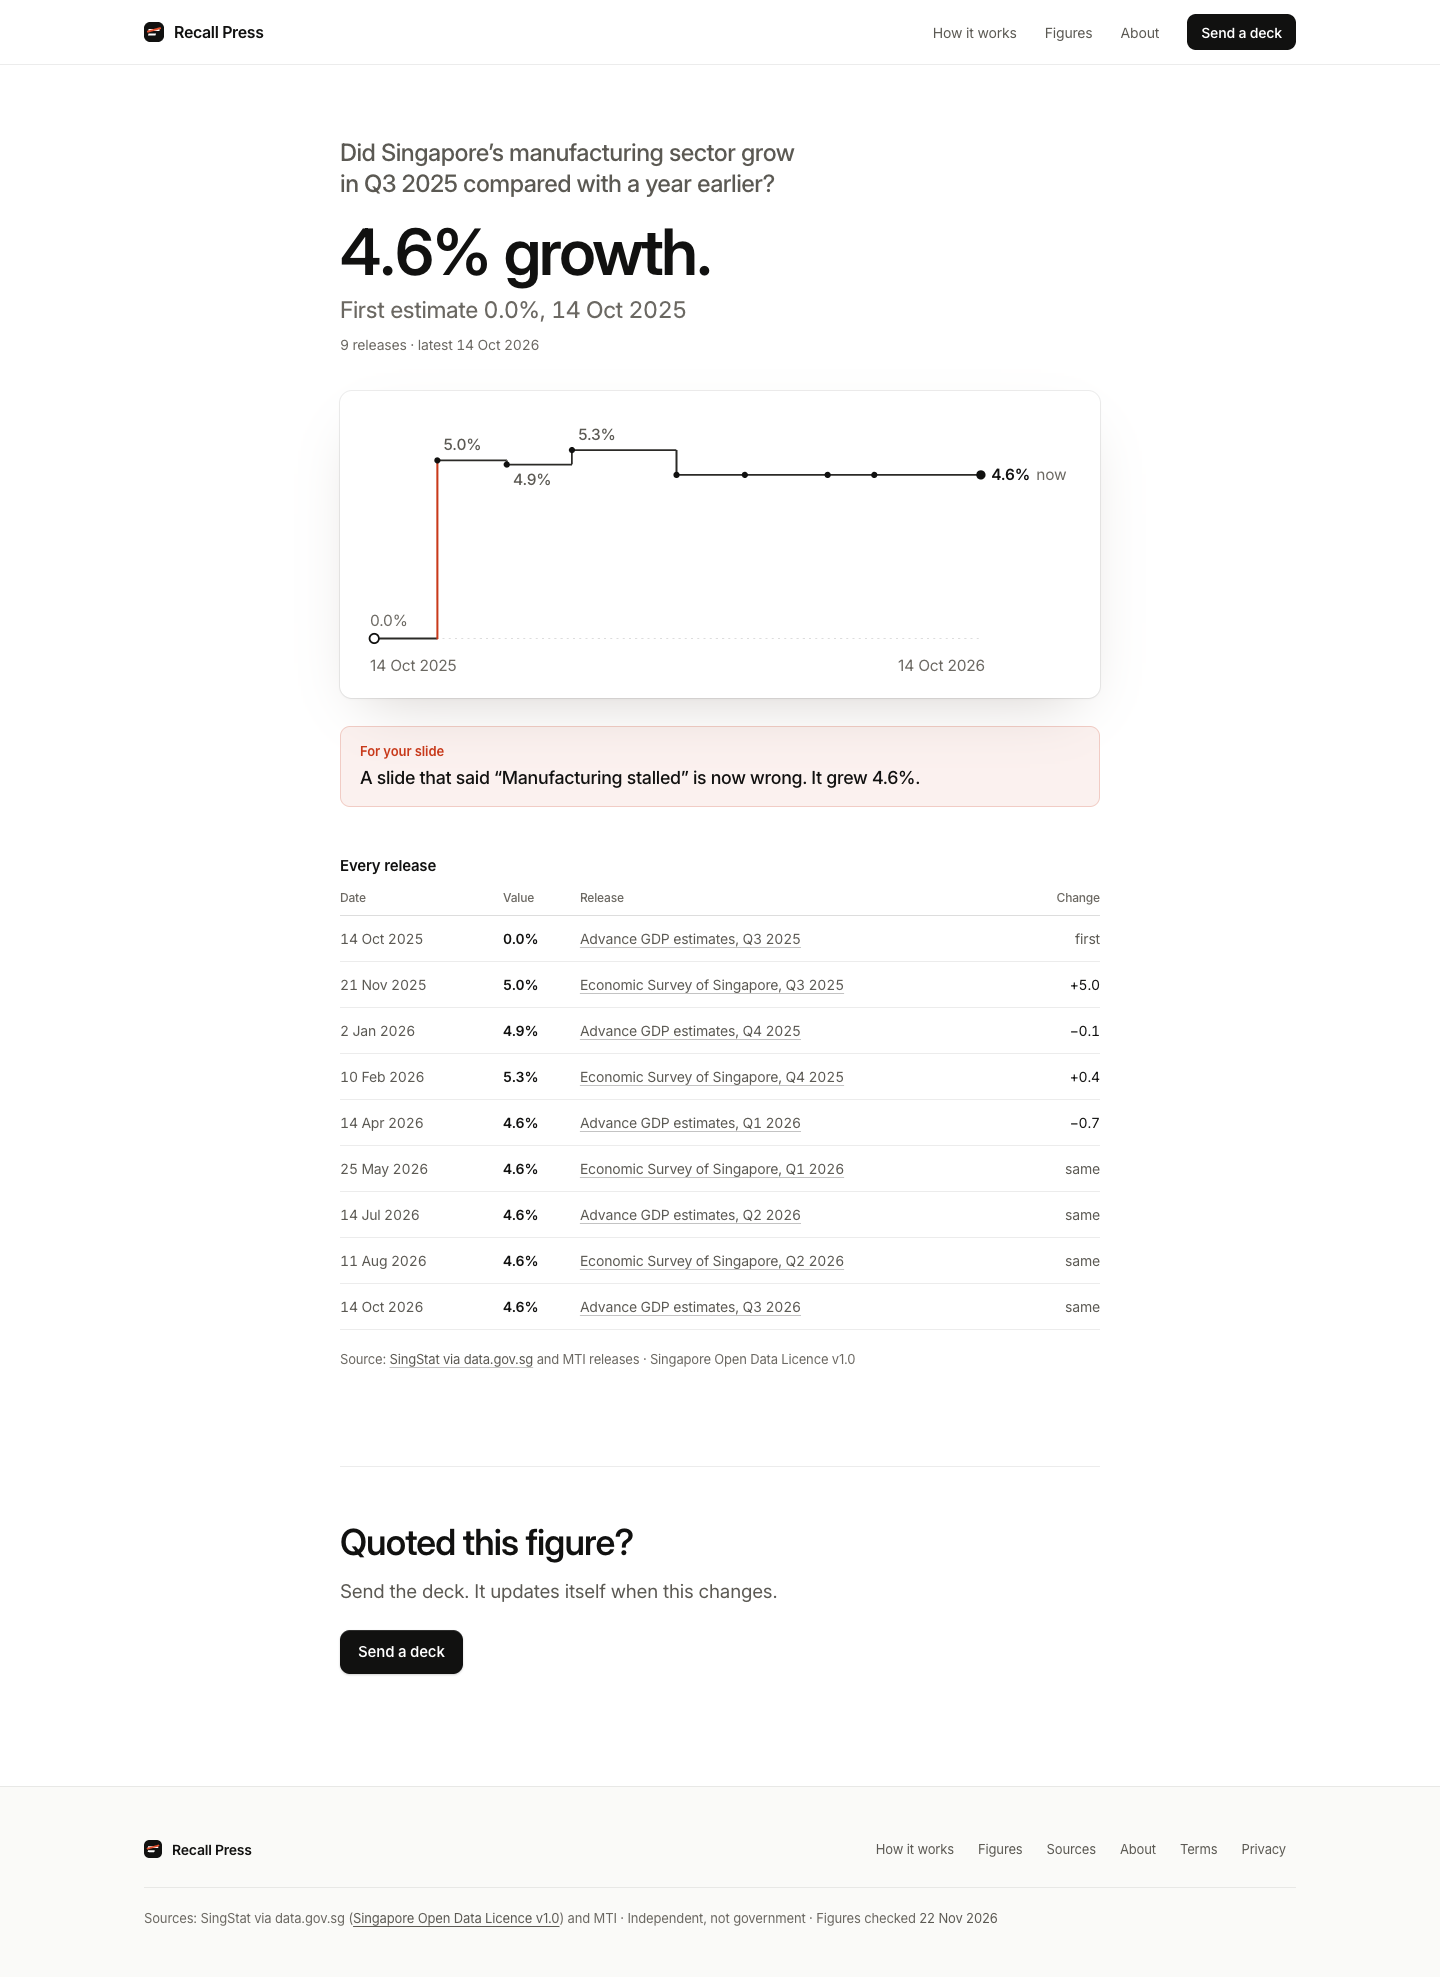 Recall Press
How it works Figures About Send a deck
Did Singapore’s manufacturing sector grow
in Q3 2025 compared with a year earlier?
4.6% growth.
First estimate 0.0%, 14 Oct 2025
9 releases · latest 14 Oct 2026
5.3%
5.0%
4.9%
4.6% now
0.0%
14 Oct 2025 14 Oct 2026
For your slide
A slide that said “Manufacturing stalled” is now wrong. It grew 4.6%.
Every release
Date Value Release Change
14 Oct 2025 0.0% Advance GDP estimates, Q3 2025 first
21 Nov 2025 5.0% Economic Survey of Singapore, Q3 2025 +5.0
2 Jan 2026 4.9% Advance GDP estimates, Q4 2025 −0.1
10 Feb 2026 5.3% Economic Survey of Singapore, Q4 2025 +0.4
14 Apr 2026 4.6% Advance GDP estimates, Q1 2026 −0.7
25 May 2026 4.6% Economic Survey of Singapore, Q1 2026 same
14 Jul 2026 4.6% Advance GDP estimates, Q2 2026 same
11 Aug 2026 4.6% Economic Survey of Singapore, Q2 2026 same
14 Oct 2026 4.6% Advance GDP estimates, Q3 2026 same
Source: SingStat via data.gov.sg and MTI releases · Singapore Open Data Licence v1.0
Quoted this figure?
Send the deck. It updates itself when this changes.
Send a deck
Recall Press
How it works Figures Sources About Terms Privacy
Sources: SingStat via data.gov.sg (Singapore Open Data Licence v1.0) and MTI · Independent, not government · Figures checked 22 Nov 2026